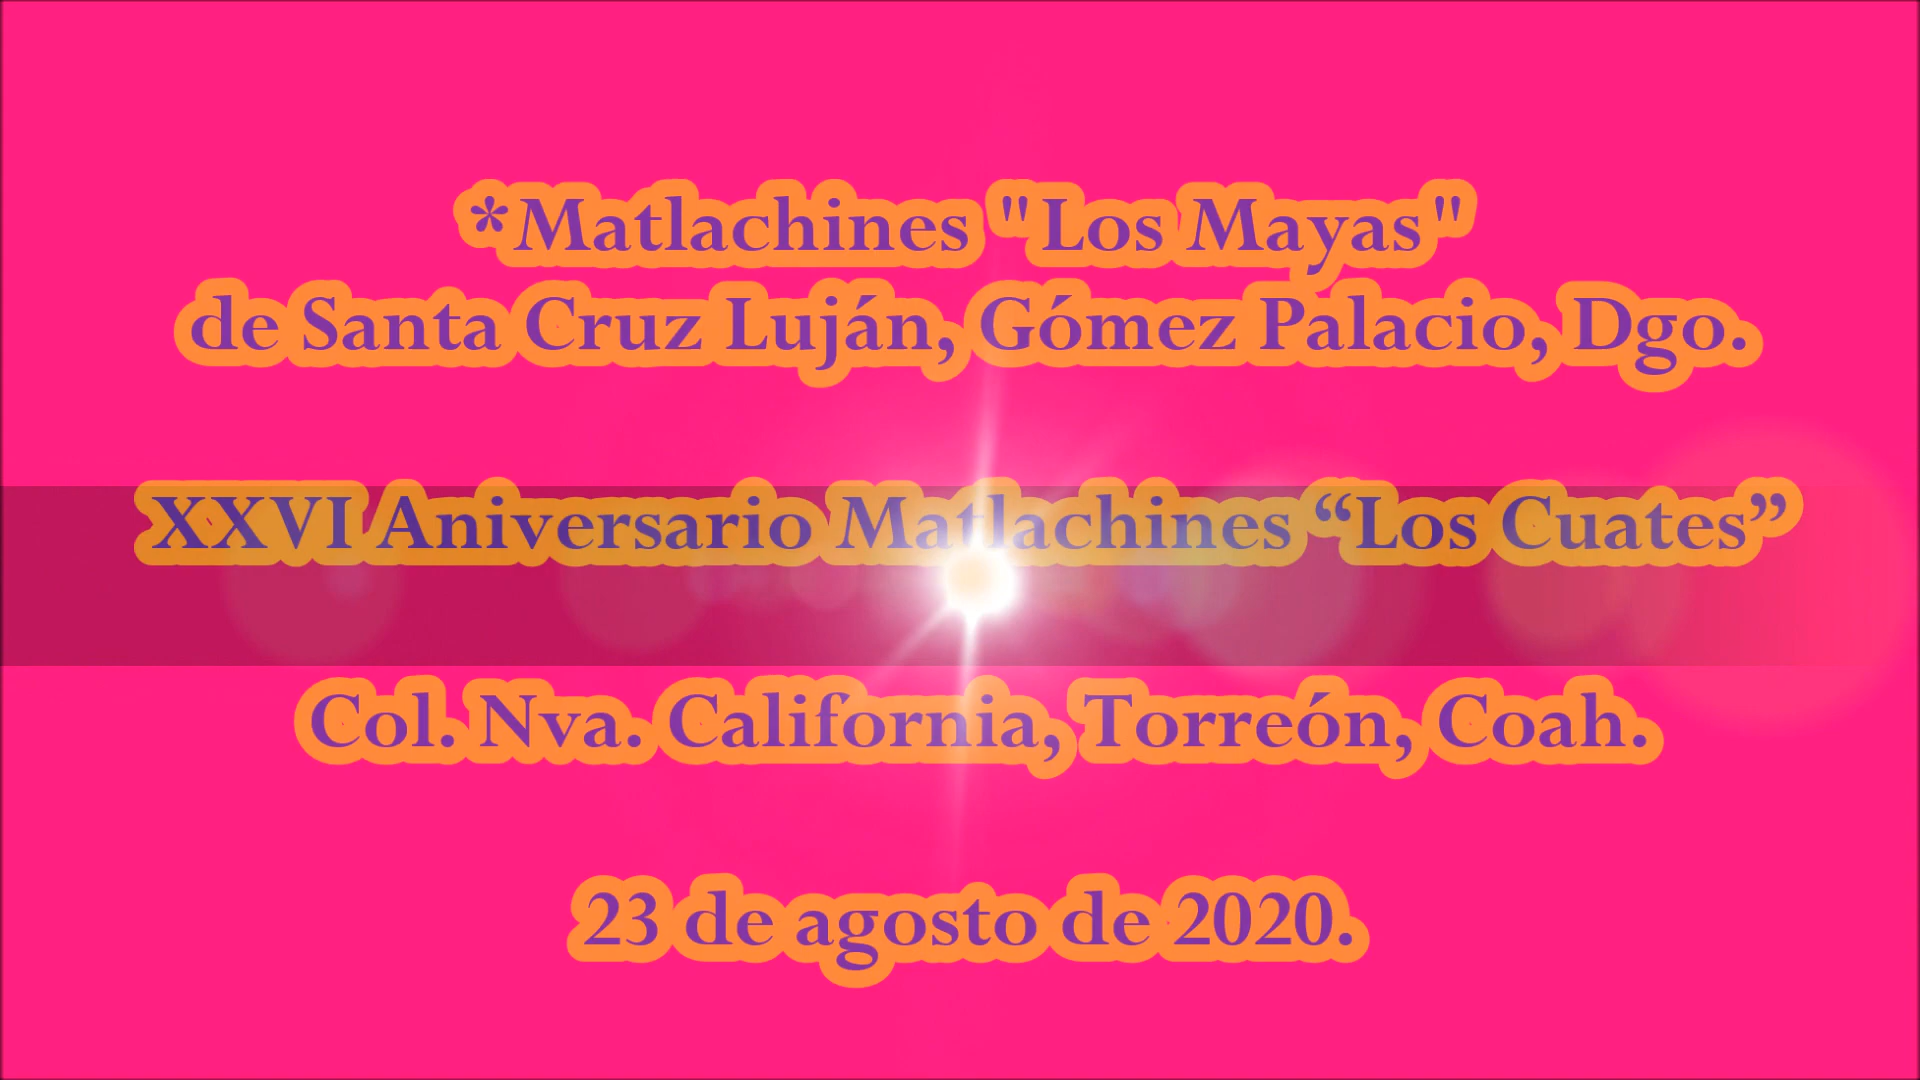 *Matlachines "Los Mayas"
de Santa Cruz Luján, Gómez Palacio, Dgo.
XXVI Aniversario Matlachines “Los Cuates”
Col. Nva. California, Torreón, Coah.
23 de agosto de 2020.